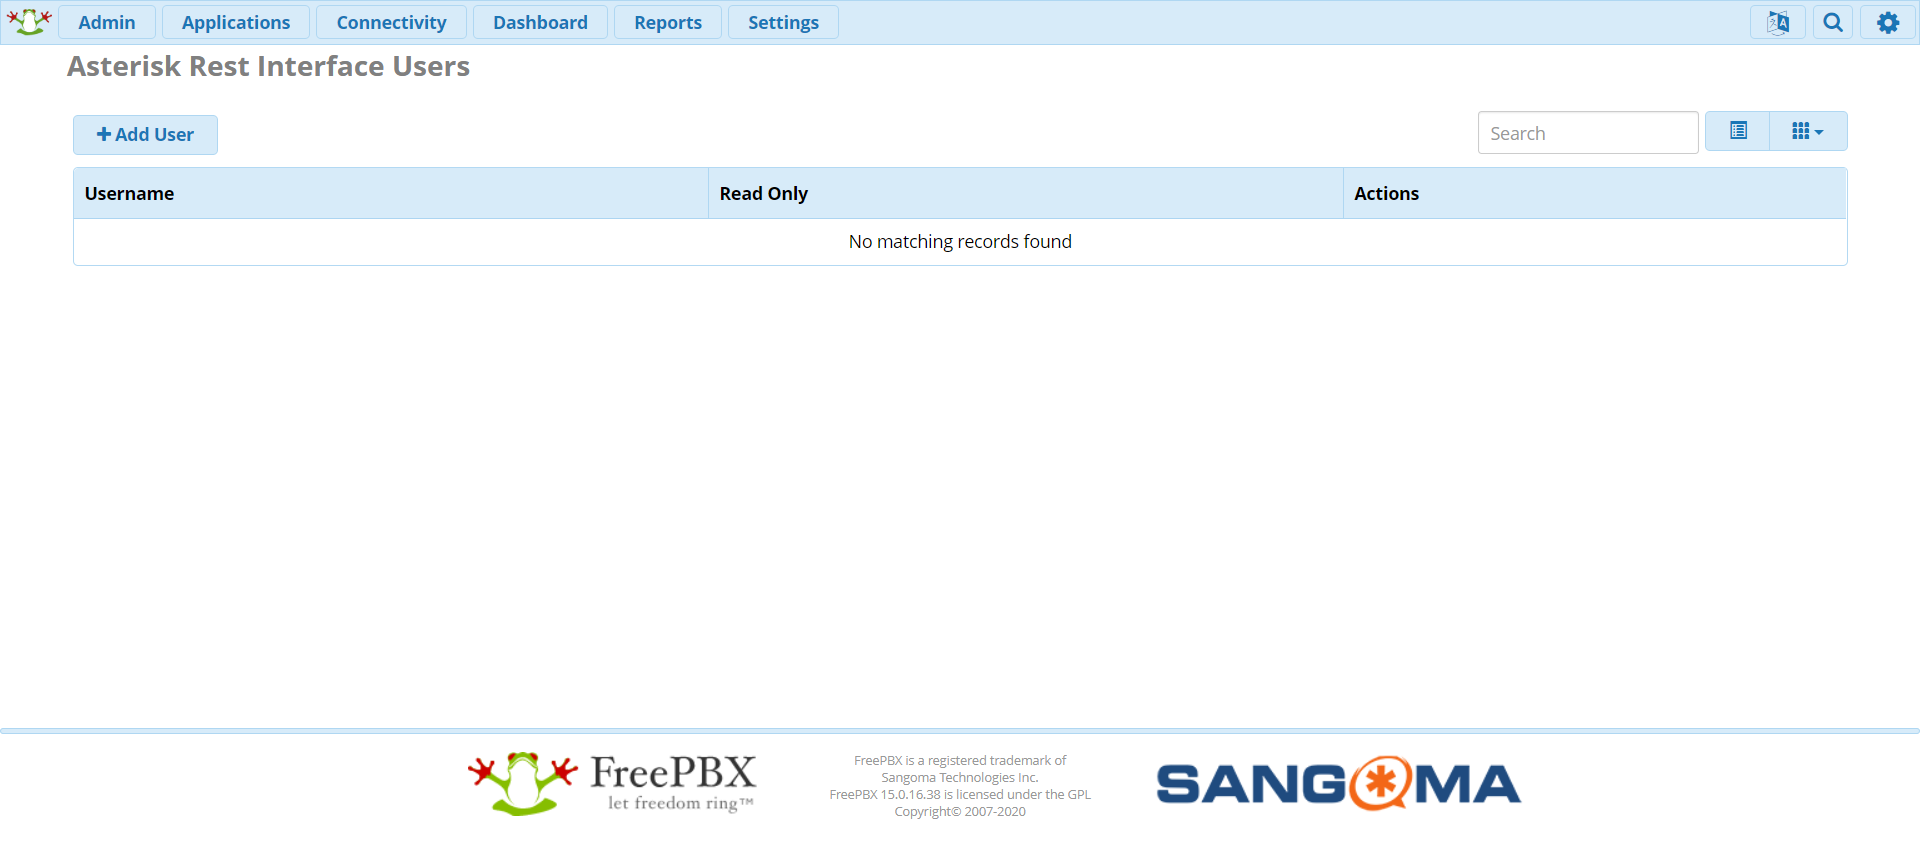 Admin Applications Connectivity Dashboard Reports Settings
Asterisk Rest Interface Users
Add User
Search
Username Read Only Actions
No matching records found
FreePBX
let freedom ring™
FreePBX is a registered trademark of
Sangoma Technologies Inc.
FreePBX 15.0.16.38 is licensed under the GPL
Copyright© 2007-2020
SANGOMA